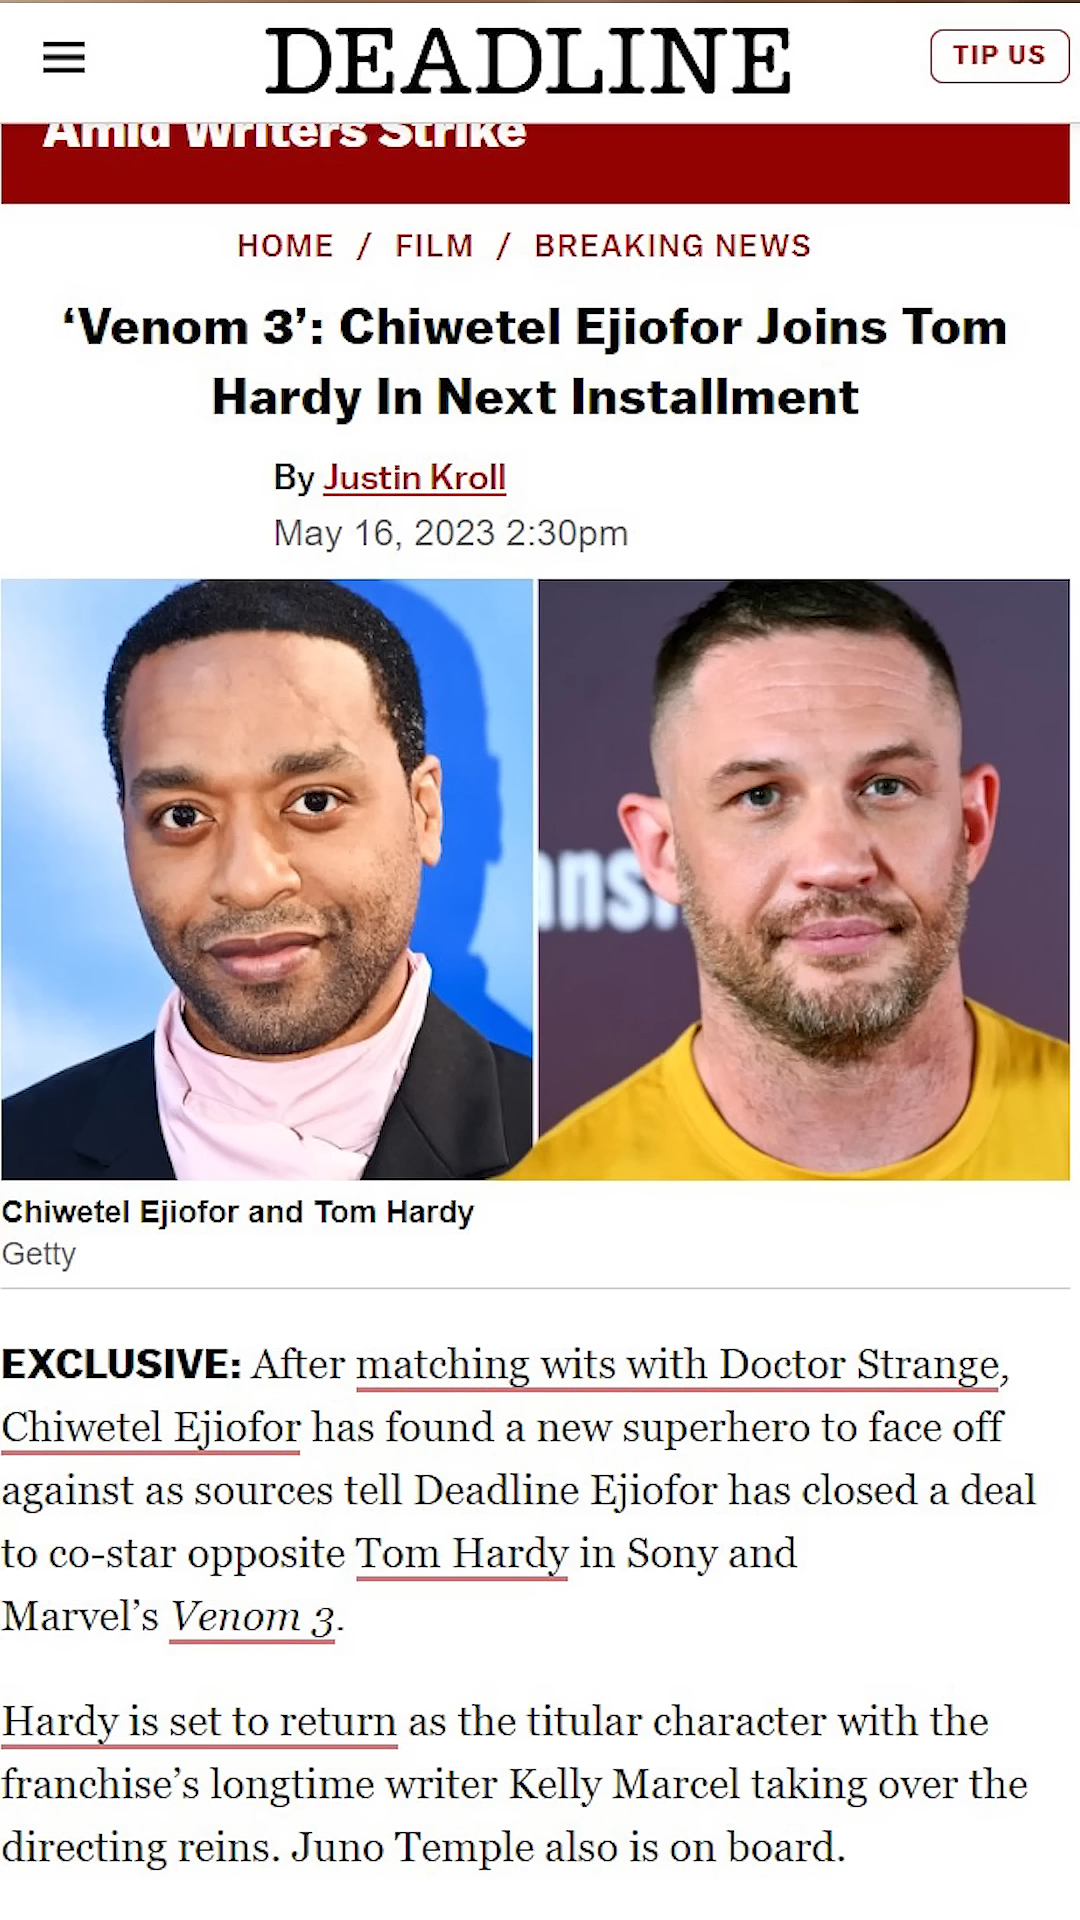 DEADLINE
TIP US
Amid Writers Strike
HOME / FILM / BREAKING NEWS
‘Venom 3’: Chiwetel Ejiofor Joins Tom
Hardy In Next Installment
By Justin Kroll
May 16, 2023 2:30pm
ans
Chiwetel Ejiofor and Tom Hardy
Getty
EXCLUSIVE: After matching wits with Doctor Strange,
Chiwetel Ejiofor has found a new superhero to face off
against as sources tell Deadline Ejiofor has closed a deal
to co-star opposite Tom Hardy in Sony and
Marvel’s Venom 3.
Hardy is set to return as the titular character with the
franchise’s longtime writer Kelly Marcel taking over the
directing reins. Juno Temple also is on board.